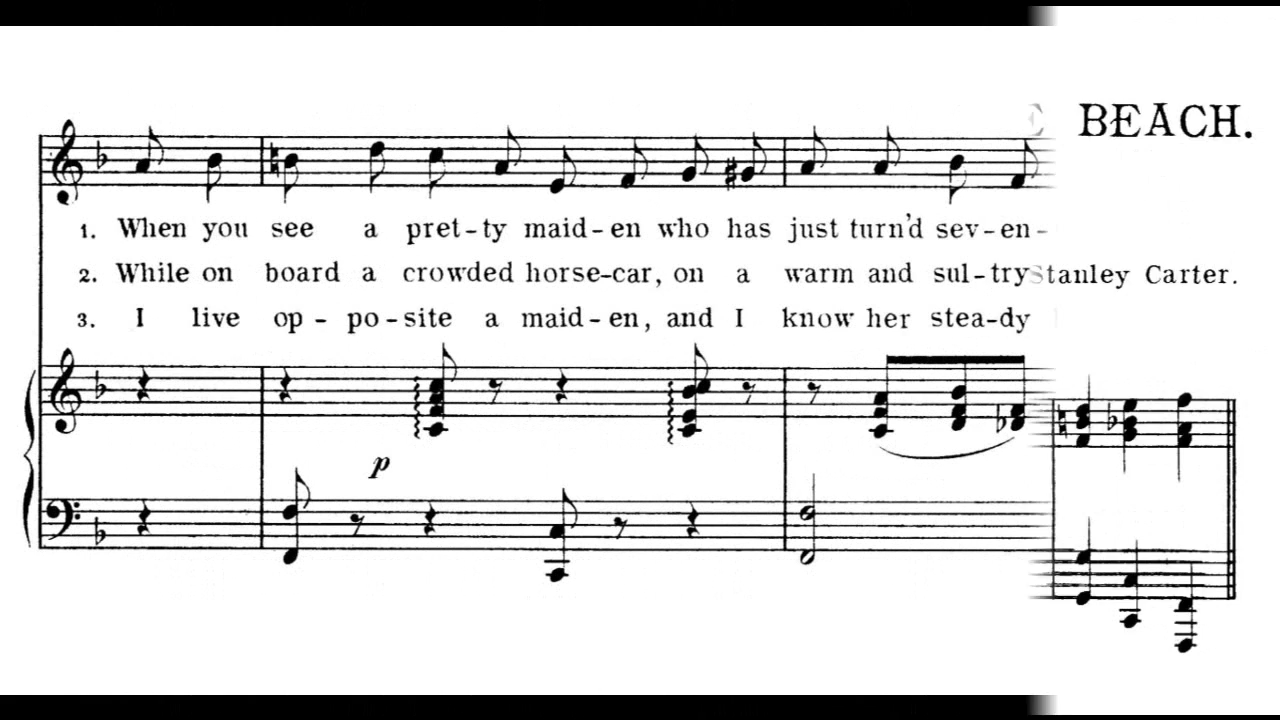 BEACH.
1. When you see a pret-ty maid-en who has just turn'd sev-en-
2. While on board a crowded horse-car, on a warm and sul-try
Stanley Carter.
3. I live op-po-site a maid-en, and I know her stea-dy
p